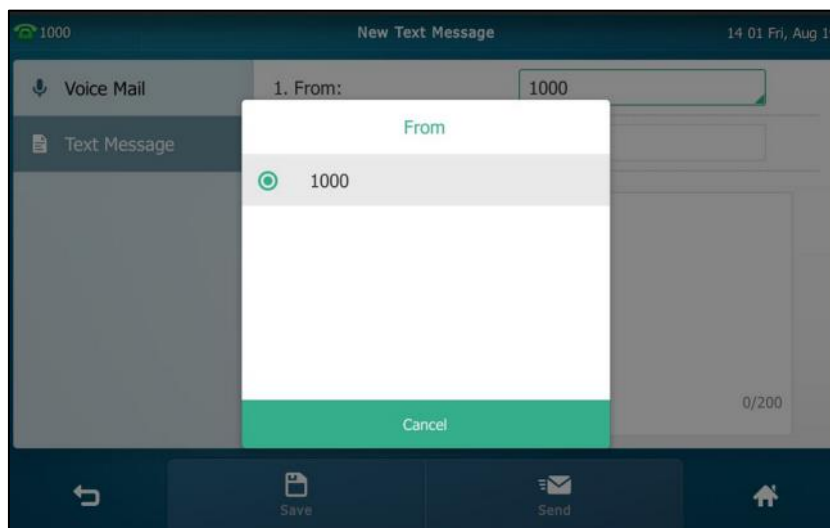 1000 New Text Message 14 01 Fri, Aug 1
Voice Mail 1. From: 1000
From
Text Message
1000
0/200
Cancel
Save Send